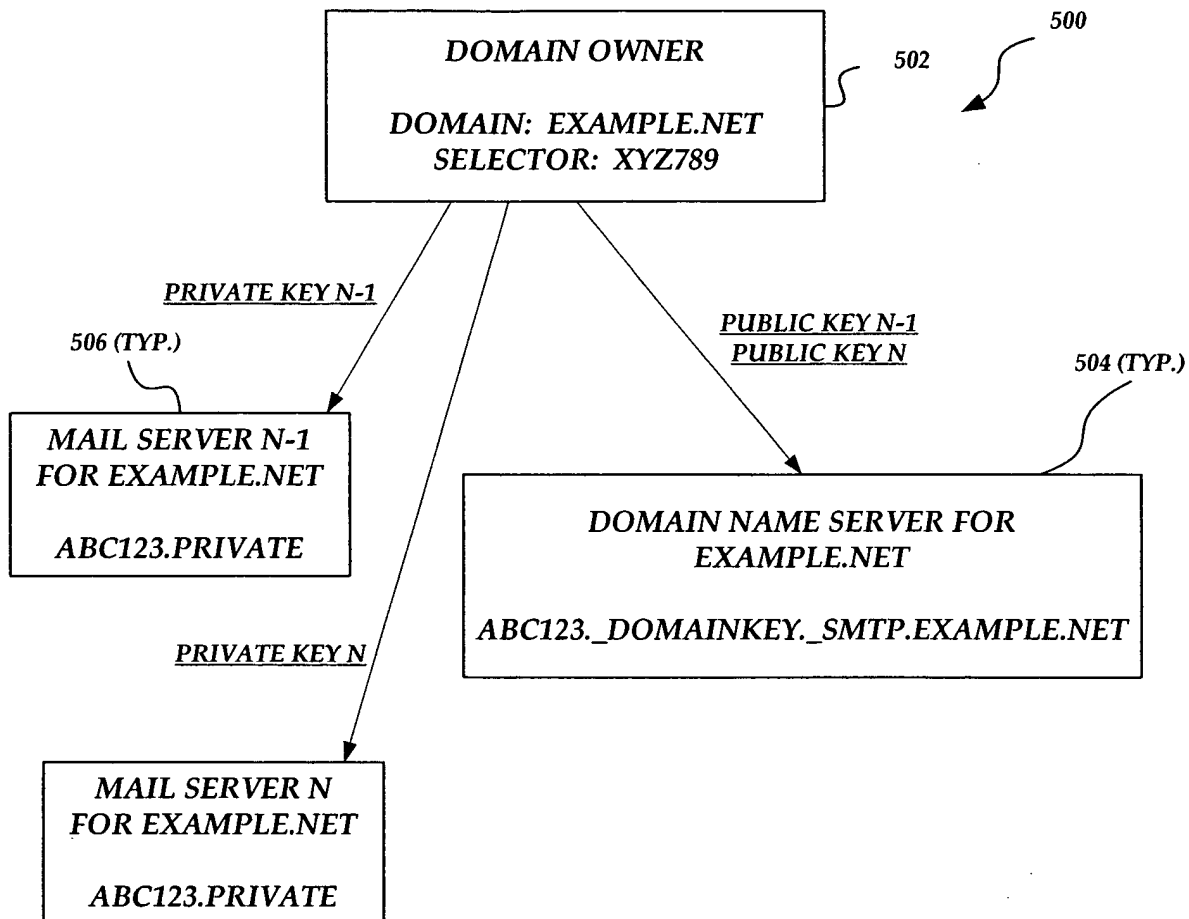 500
DOMAIN OWNER
502
DOMAIN: EXAMPLE.NET
SELECTOR: XYZ789
PRIVATE KEY N-1
PUBLIC KEY N-1
PUBLIC KEY N
506 (TYP.)
504 (TYP.)
MAIL SERVER N-1
FOR EXAMPLE.NET
ABC123.PRIVATE
DOMAIN NAME SERVER FOR
EXAMPLE.NET
ABC123._DOMAINKEY._SMTP.EXAMPLE.NET
PRIVATE KEY N
MAIL SERVER N
FOR EXAMPLE.NET
ABC123.PRIVATE